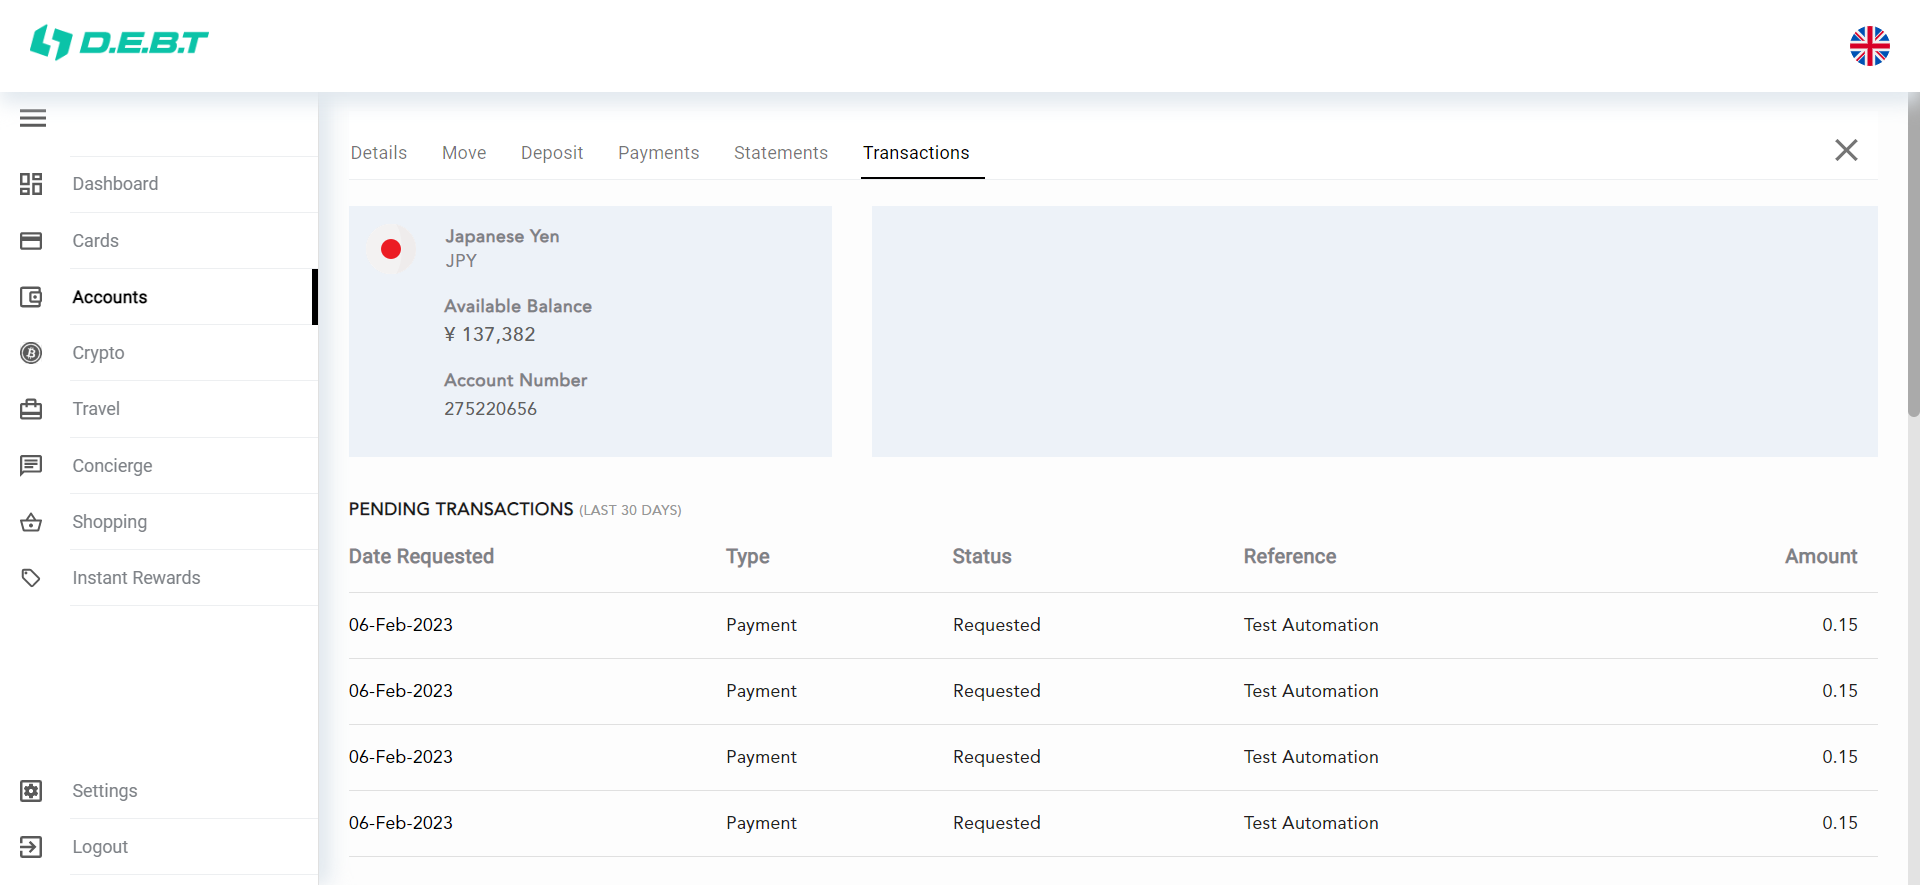 D.E.B.T
Details Move Deposit Payments Statements Transactions
Dashboard
Cards
Accounts
Crypto
Travel
Concierge
Shopping
Instant Rewards
Settings
Logout
Japanese Yen
JPY
Available Balance
¥ 137,382
Account Number
275220656
PENDING TRANSACTIONS (LAST 30 DAYS)
Date Requested Type Status Reference Amount
06-Feb-2023 Payment Requested Test Automation 0.15
06-Feb-2023 Payment Requested Test Automation 0.15
06-Feb-2023 Payment Requested Test Automation 0.15
06-Feb-2023 Payment Requested Test Automation 0.15